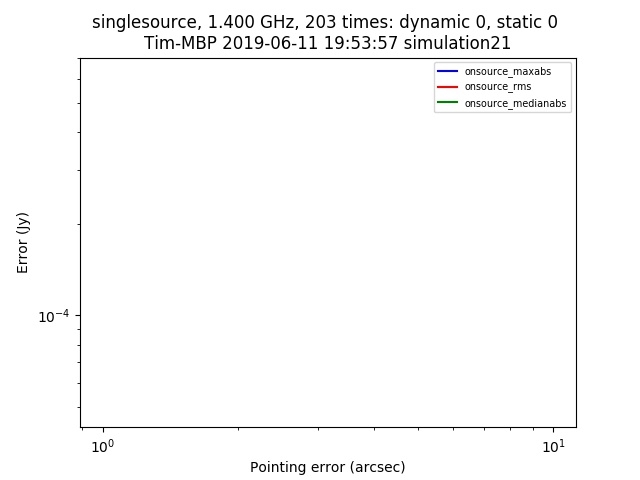 singlesource, 1.400 GHz, 203 times: dynamic 0, static 0
Tim-MBP 2019-06-11 19:53:57 simulation21
onsource_maxabs
onsource_rms
onsource_medianabs
Error (Jy)
10⁻⁴
10⁰ 10¹
Pointing error (arcsec)